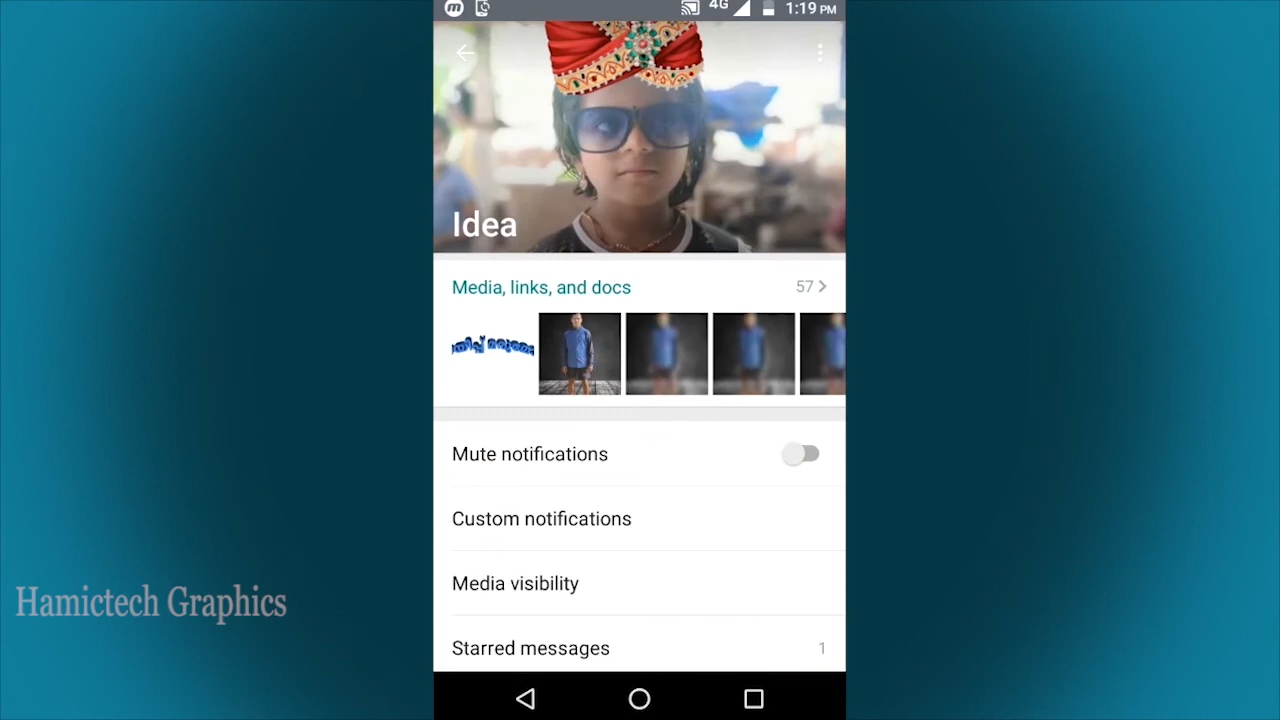 4G 1:19 PM
Idea
Media, links, and docs 57
Mute notifications
Custom notifications
Media visibility
Starred messages 1
Hamictech Graphics